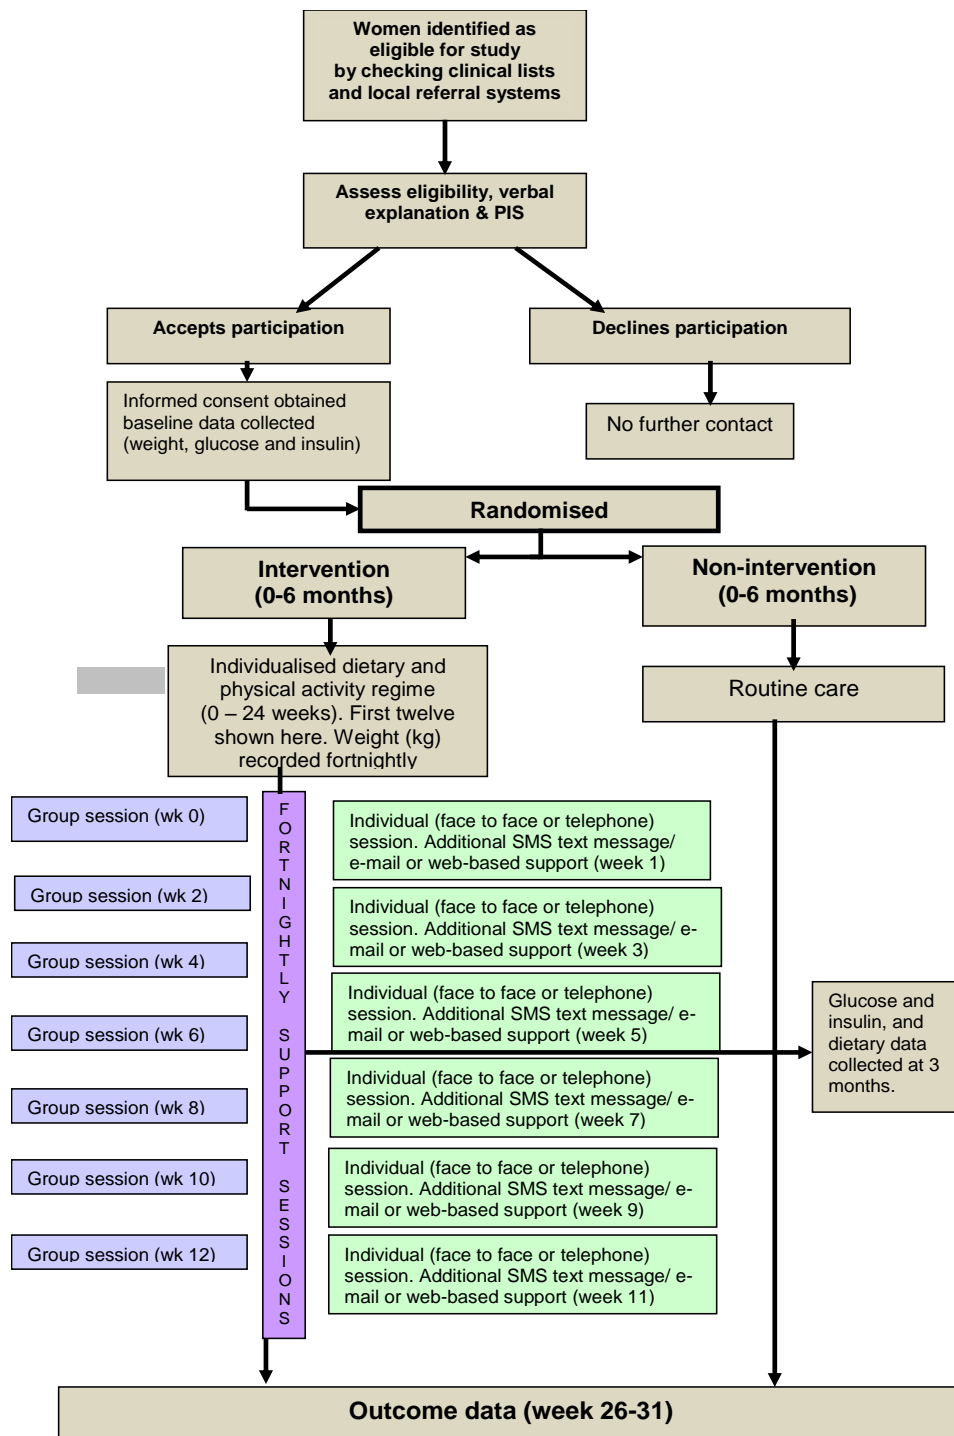 Women identified as
eligible for study
by checking clinical lists
and local referral systems
Assess eligibility, verbal
explanation & PIS
Accepts participation
Declines participation
Informed consent obtained
baseline data collected
(weight, glucose and insulin)
No further contact
Randomised
Intervention
(0-6 months)
Non-intervention
(0-6 months)
Individualised dietary and
physical activity regime
(0 – 24 weeks). First twelve
shown here. Weight (kg)
recorded fortnightly
Routine care
FORTNIGHTLY SUPPORT SESSIONS
Group session (wk 0)
Individual (face to face or telephone)
session. Additional SMS text message/
e-mail or web-based support (week 1)
Group session (wk 2)
Individual (face to face or telephone)
session. Additional SMS text message/ e-
mail or web-based support (week 3)
Group session (wk 4)
Individual (face to face or telephone)
session. Additional SMS text message/ e-
mail or web-based support (week 5)
Group session (wk 6)
Glucose and
insulin, and
dietary data
collected at 3
months.
Individual (face to face or telephone)
session. Additional SMS text message/ e-
mail or web-based support (week 7)
Group session (wk 8)
Individual (face to face or telephone)
session. Additional SMS text message/ e-
mail or web-based support (week 9)
Group session (wk 10)
Individual (face to face or telephone)
session. Additional SMS text message/ e-
mail or web-based support (week 11)
Group session (wk 12)
Outcome data (week 26-31)